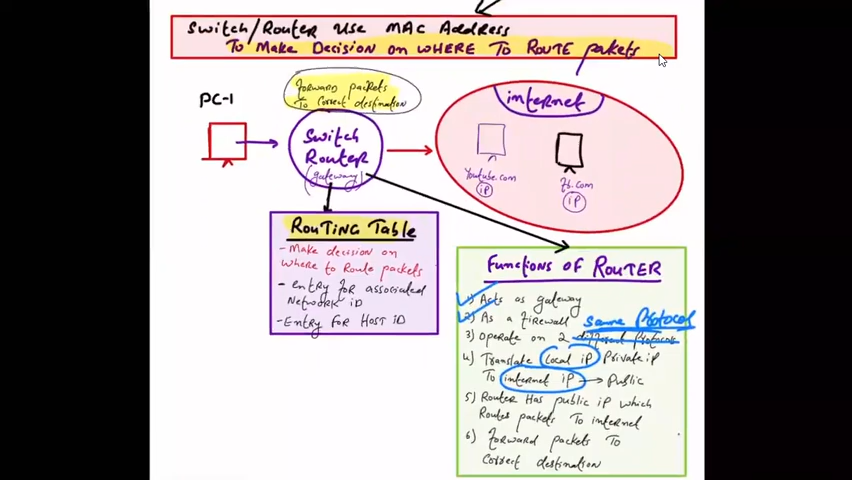 Switch/Router Use MAC Address
To Make Decision on WHERE To ROUTE packets
Forward packets
To Correct destination
PC-1
internet
Switch
Router
(gateway)
Youtube.com
iP
fb.com
iP
RouTiNG Table
- Make decision on
where to Route packets
- entry for associated
Network iD
- Entry For Host iD
Functions of RouTER
1) Acts as gateway
2) As a firewall
same Protocol
3) Operate on 2 different Protocols
4) Translate Local iP Private iP
To internet iP → Public
5) Router Has public iP which
Routes packets To internet
6) Forward packets To
Correct destination